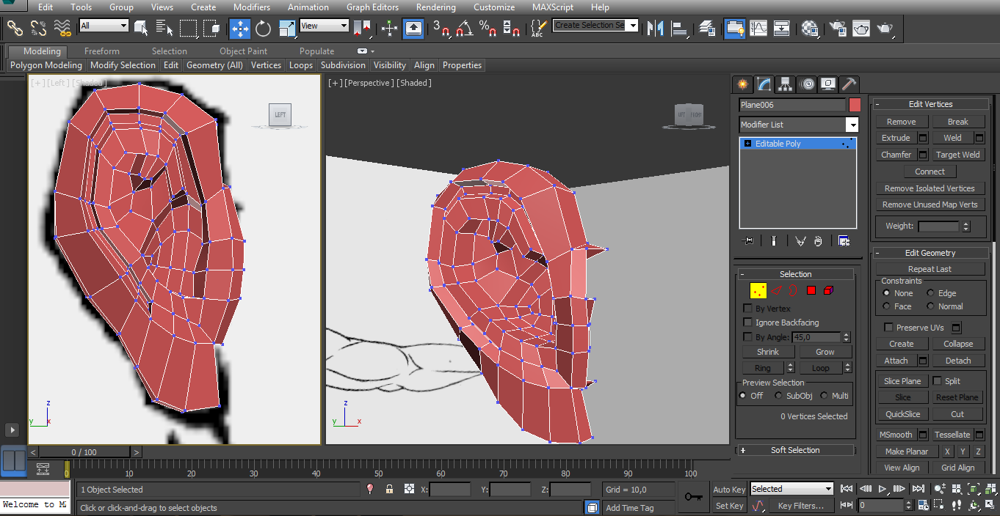 Edit Tools Group Views Create Modifiers Animation Graph Editors Rendering Customize MAXScript Help
All View 3 % ABC Create Selection Se
Modeling Freeform Selection Object Paint Populate
Polygon Modeling Modify Selection Edit Geometry (All) Vertices Loops Subdivision Visibility Align Properties
[+] [Left] [Shaded]
LEFT
z
y x
[+] [Perspective] [Shaded]
LEFT FRONT
z
y x
Plane006
Modifier List
Editable Poly
- Selection
By Vertex
Ignore Backfacing
By Angle: 45,0
Shrink Grow
Ring Loop
Preview Selection
Off SubObj Multi
0 Vertices Selected
+ Soft Selection
- Edit Vertices
Remove Break
Extrude Weld
Chamfer Target Weld
Connect
Remove Isolated Vertices
Remove Unused Map Verts
Weight:
- Edit Geometry
Repeat Last
Constraints
None Edge
Face Normal
Preserve UVs
Create Collapse
Attach Detach
Slice Plane Split
Slice Reset Plane
QuickSlice Cut
MSmooth Tessellate
Make Planar X Y Z
View Align Grid Align
< 0 / 100 >
0 10 20 30 40 50 60 70 80 90 100
1 Object Selected X: Y: Z: Grid = 10,0 Auto Key Selected
Welcome to MA
Click or click-and-drag to select objects Add Time Tag Set Key Key Filters... 0